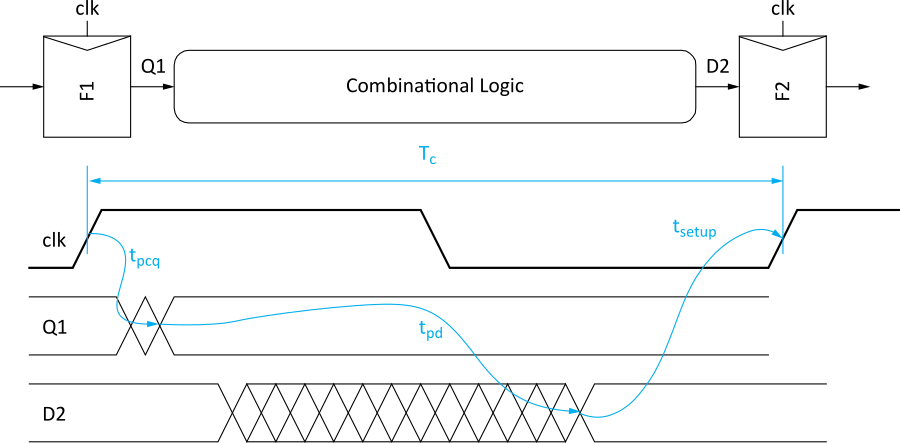 clk
clk
F1
Q1
Combinational Logic
D2
F2
Tc
clk
tpcq
tsetup
Q1
tpd
D2